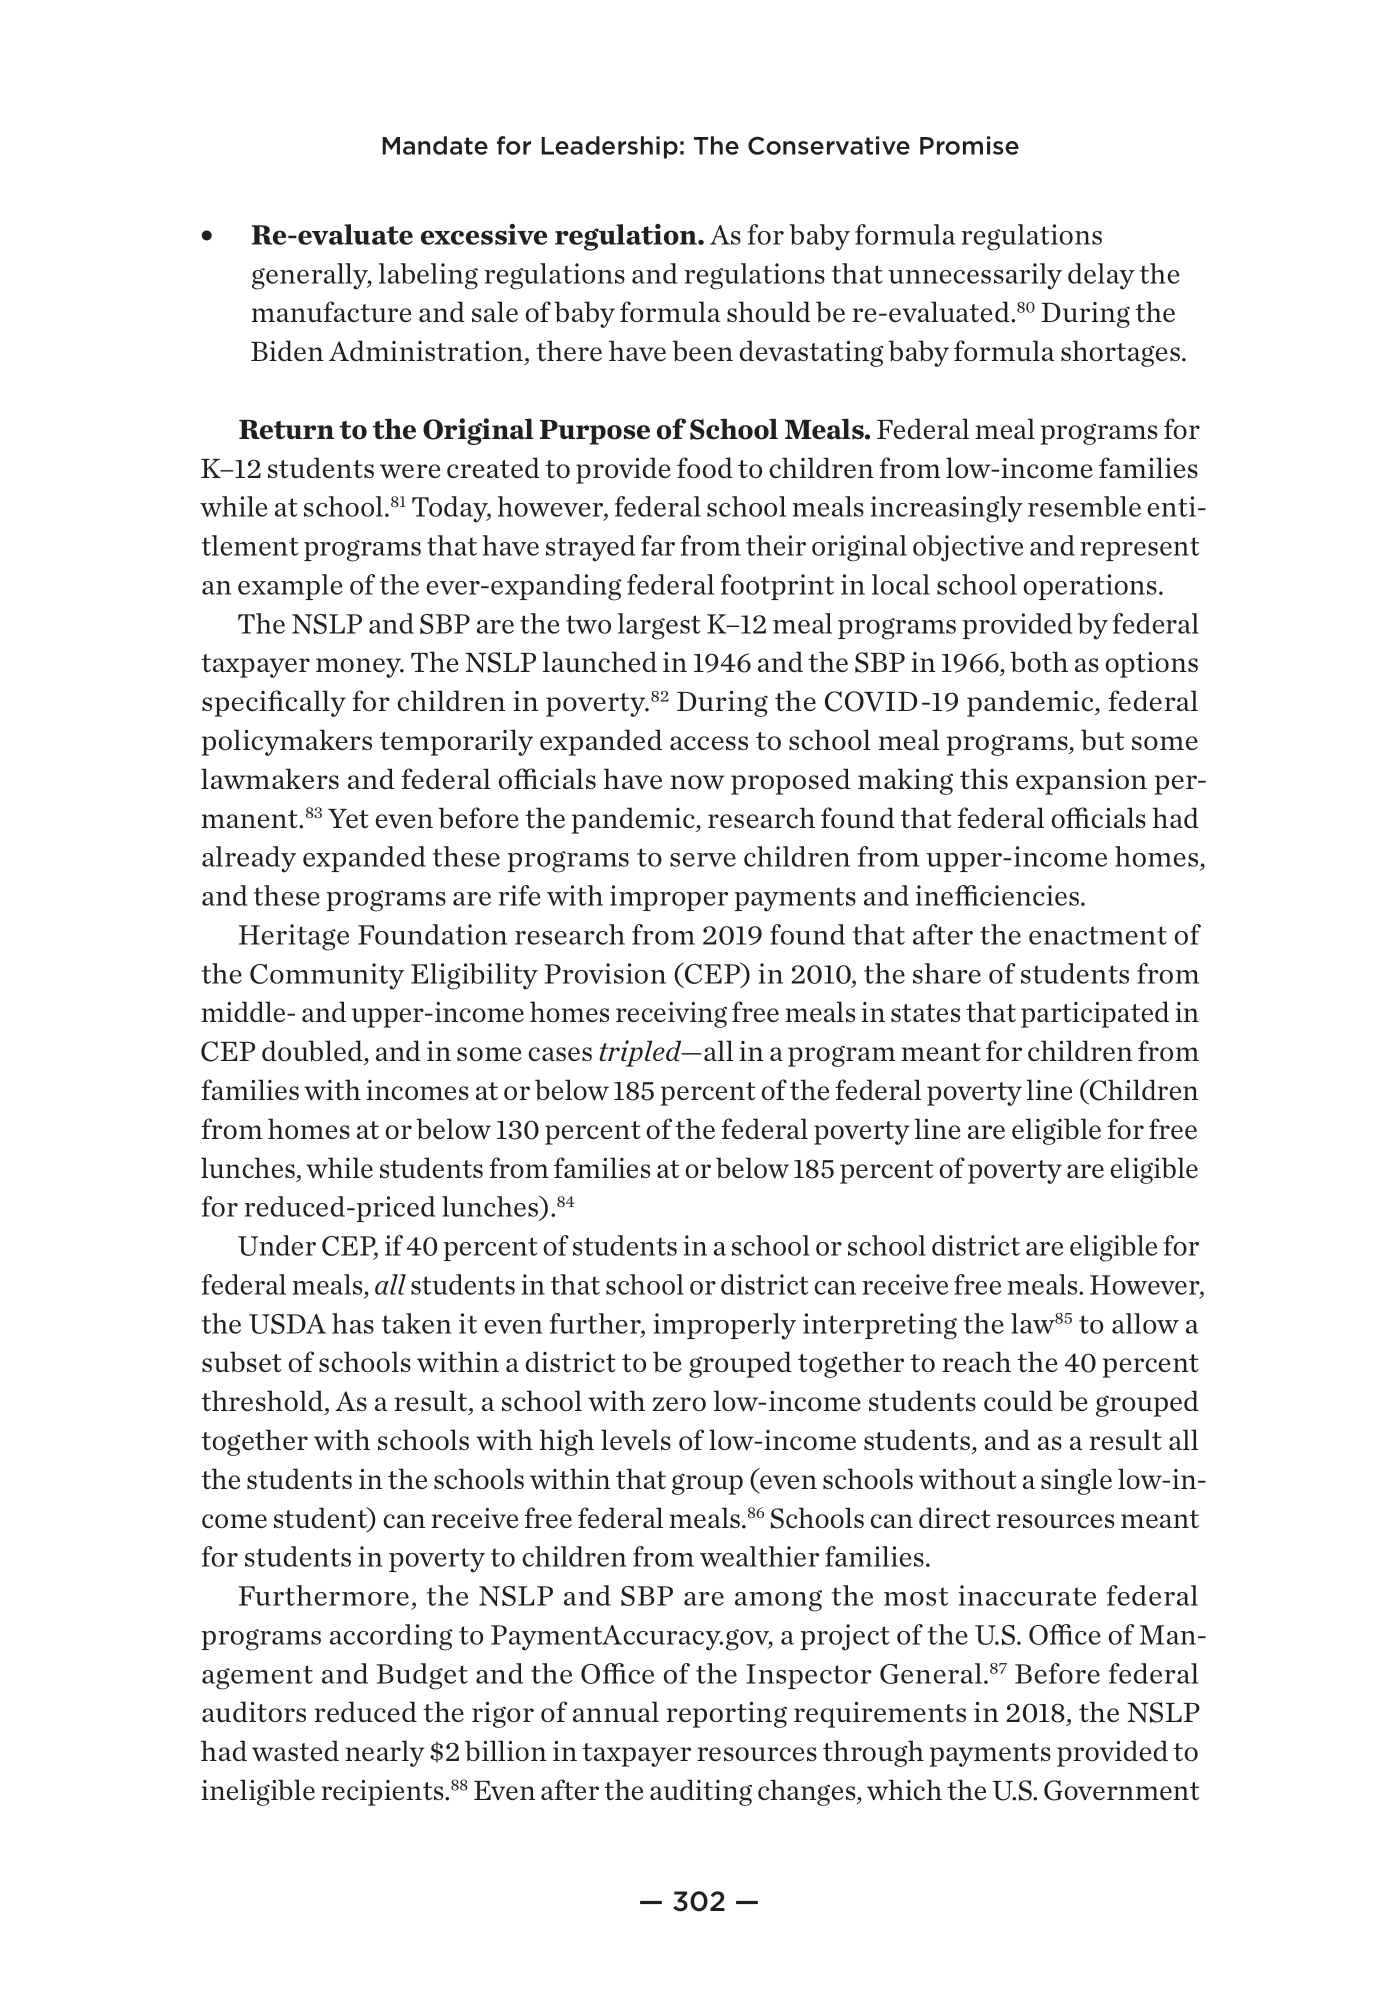 Mandate for Leadership: The Conservative Promise
• Re-evaluate excessive regulation. As for baby formula regulations
generally, labeling regulations and regulations that unnecessarily delay the
manufacture and sale of baby formula should be re-evaluated.80 During the
Biden Administration, there have been devastating baby formula shortages.
Return to the Original Purpose of School Meals. Federal meal programs for
K–12 students were created to provide food to children from low-income families
while at school.81 Today, however, federal school meals increasingly resemble enti-
tlement programs that have strayed far from their original objective and represent
an example of the ever-expanding federal footprint in local school operations.
The NSLP and SBP are the two largest K–12 meal programs provided by federal
taxpayer money. The NSLP launched in 1946 and the SBP in 1966, both as options
specifically for children in poverty.82 During the COVID-19 pandemic, federal
policymakers temporarily expanded access to school meal programs, but some
lawmakers and federal officials have now proposed making this expansion per-
manent.83 Yet even before the pandemic, research found that federal officials had
already expanded these programs to serve children from upper-income homes,
and these programs are rife with improper payments and inefficiencies.
Heritage Foundation research from 2019 found that after the enactment of
the Community Eligibility Provision (CEP) in 2010, the share of students from
middle- and upper-income homes receiving free meals in states that participated in
CEP doubled, and in some cases tripled—all in a program meant for children from
families with incomes at or below 185 percent of the federal poverty line (Children
from homes at or below 130 percent of the federal poverty line are eligible for free
lunches, while students from families at or below 185 percent of poverty are eligible
for reduced-priced lunches).84
Under CEP, if 40 percent of students in a school or school district are eligible for
federal meals, all students in that school or district can receive free meals. However,
the USDA has taken it even further, improperly interpreting the law85 to allow a
subset of schools within a district to be grouped together to reach the 40 percent
threshold, As a result, a school with zero low-income students could be grouped
together with schools with high levels of low-income students, and as a result all
the students in the schools within that group (even schools without a single low-in-
come student) can receive free federal meals.86 Schools can direct resources meant
for students in poverty to children from wealthier families.
Furthermore, the NSLP and SBP are among the most inaccurate federal
programs according to PaymentAccuracy.gov, a project of the U.S. Office of Man-
agement and Budget and the Office of the Inspector General.87 Before federal
auditors reduced the rigor of annual reporting requirements in 2018, the NSLP
had wasted nearly $2 billion in taxpayer resources through payments provided to
ineligible recipients.88 Even after the auditing changes, which the U.S. Government
— 302 —